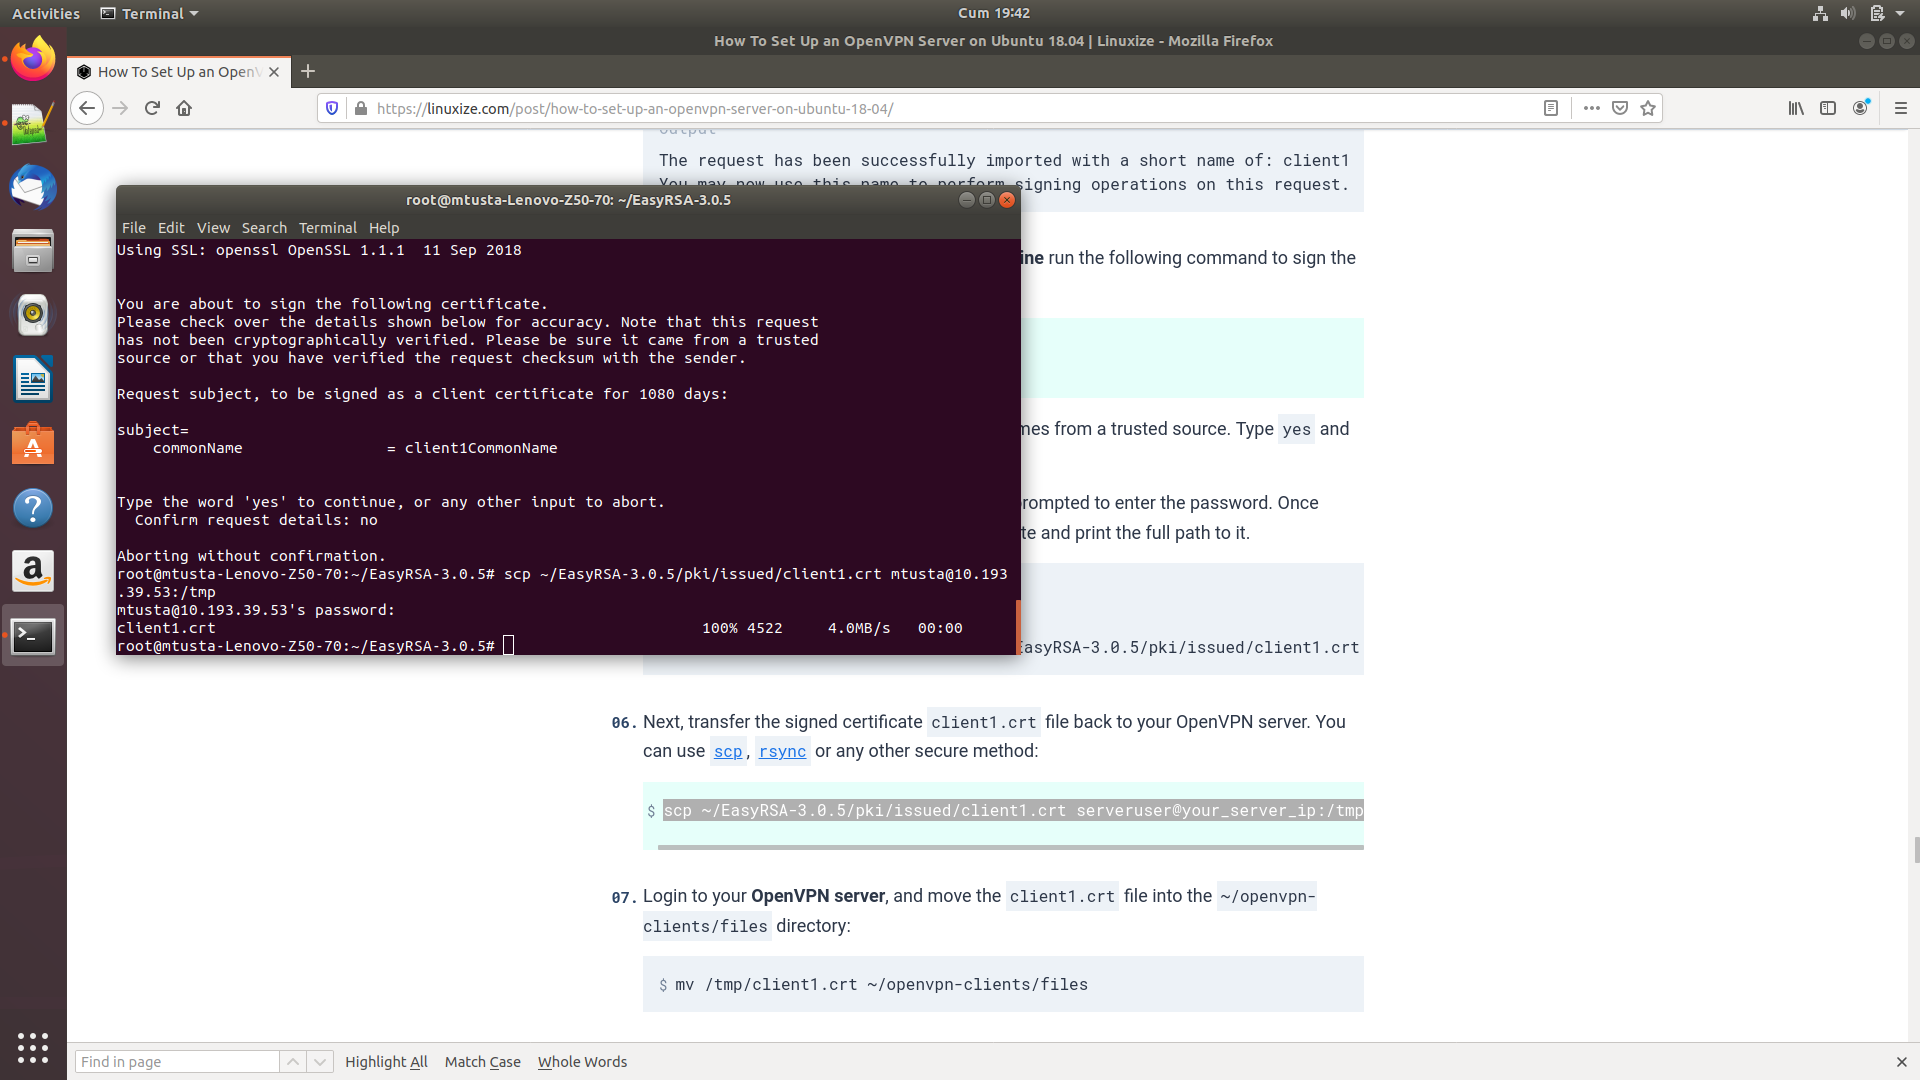 Activities
Terminal
Cum 19:42
How To Set Up an OpenVPN Server on Ubuntu 18.04 | Linuxize - Mozilla Firefox
How To Set Up an OpenV
https://linuxize.com/post/how-to-set-up-an-openvpn-server-on-ubuntu-18-04/
Output
The request has been successfully imported with a short name of: client1
You may now use this name to perform signing operations on this request.
root@mtusta-Lenovo-Z50-70: ~/EasyRSA-3.0.5
File Edit View Search Terminal Help
Using SSL: openssl OpenSSL 1.1.1  11 Sep 2018
You are about to sign the following certificate.
Please check over the details shown below for accuracy. Note that this request
has not been cryptographically verified. Please be sure it came from a trusted
source or that you have verified the request checksum with the sender.
Request subject, to be signed as a client certificate for 1080 days:
subject=
commonName                = client1CommonName
Type the word 'yes' to continue, or any other input to abort.
Confirm request details: no
Aborting without confirmation.
root@mtusta-Lenovo-Z50-70:~/EasyRSA-3.0.5# scp ~/EasyRSA-3.0.5/pki/issued/client1.crt mtusta@10.193
.39.53:/tmp
mtusta@10.193.39.53's password:
client1.crt 100% 4522 4.0MB/s 00:00
root@mtusta-Lenovo-Z50-70:~/EasyRSA-3.0.5#
ine run the following command to sign the
mes from a trusted source. Type yes and
rompted to enter the password. Once
te and print the full path to it.
EasyRSA-3.0.5/pki/issued/client1.crt
06. Next, transfer the signed certificate client1.crt file back to your OpenVPN server. You
can use scp, rsync or any other secure method:
$ scp ~/EasyRSA-3.0.5/pki/issued/client1.crt serveruser@your_server_ip:/tmp
07. Login to your OpenVPN server, and move the client1.crt file into the ~/openvpn-
clients/files directory:
$ mv /tmp/client1.crt ~/openvpn-clients/files
Find in page
Highlight All
Match Case
Whole Words